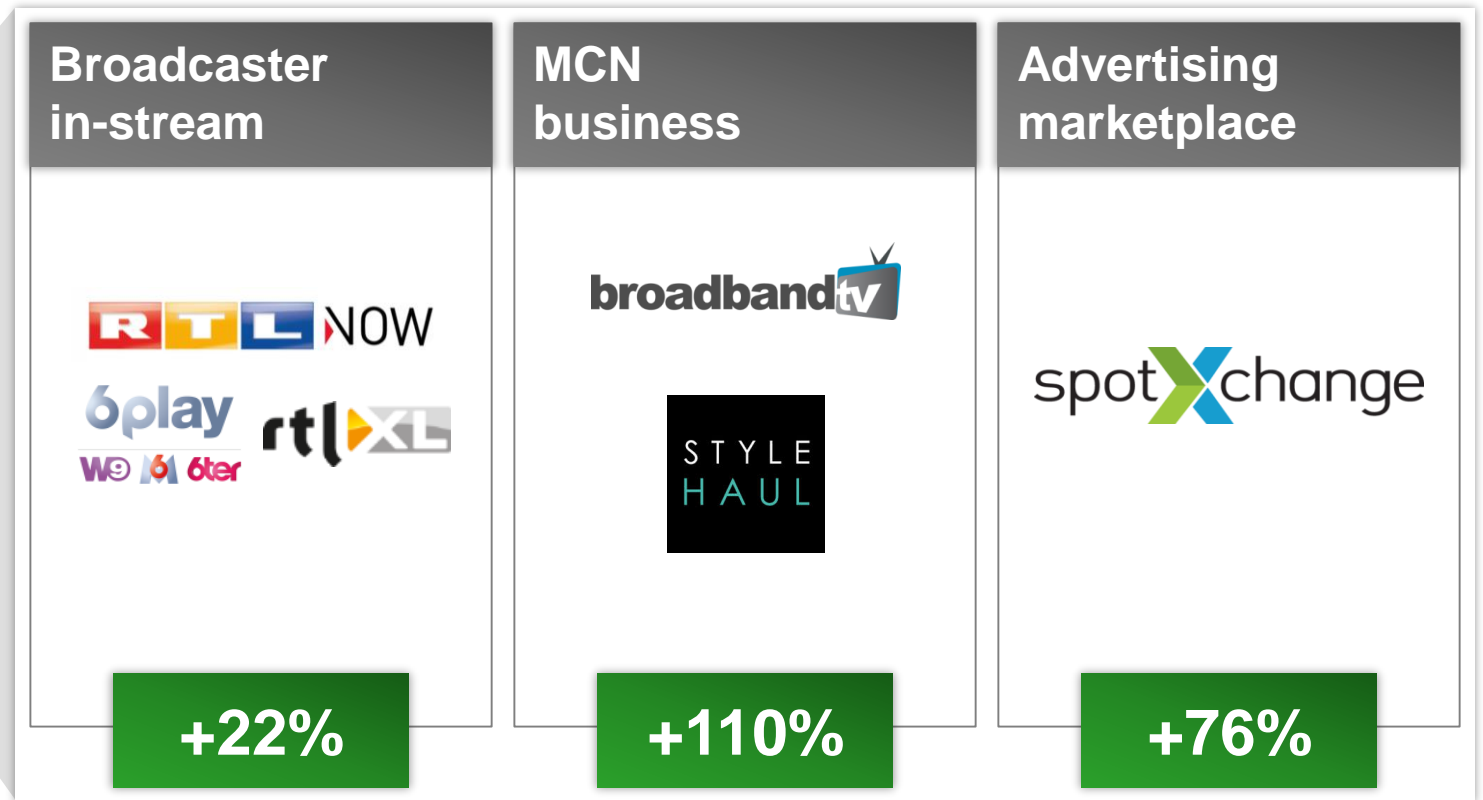 Broadcaster
in-stream
RTL NOW
6play
W9 M6 6ter
rtl XL
+22%
MCN
business
broadbandtv
STYLE
HAUL
+110%
Advertising
marketplace
spotXchange
+76%